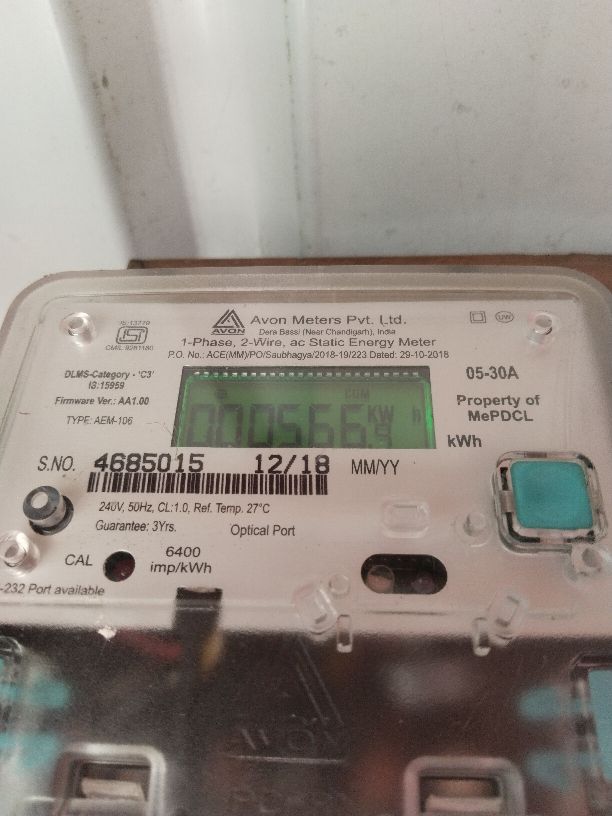 IS:13779
ISI
CM/L 9261180
AVON
Avon Meters Pvt. Ltd.
Dera Bassi (Near Chandigarh), India
1-Phase, 2-Wire, ac Static Energy Meter
P.O. No.: ACE(MM)/PO/Saubhagya/2018-19/223 Dated: 29-10-2018
DLMS-Category - 'C3'
IS:15959
Firmware Ver.: AA1.00
TYPE: AEM-106
CUM
KW h
05-30A
Property of
MePDCL
kWh
S.NO. 4685015 12/18 MM/YY
240V, 50Hz, CL:1.0, Ref. Temp. 27°C
Guarantee: 3Yrs.
Optical Port
CAL
6400
imp/kWh
-232 Port available